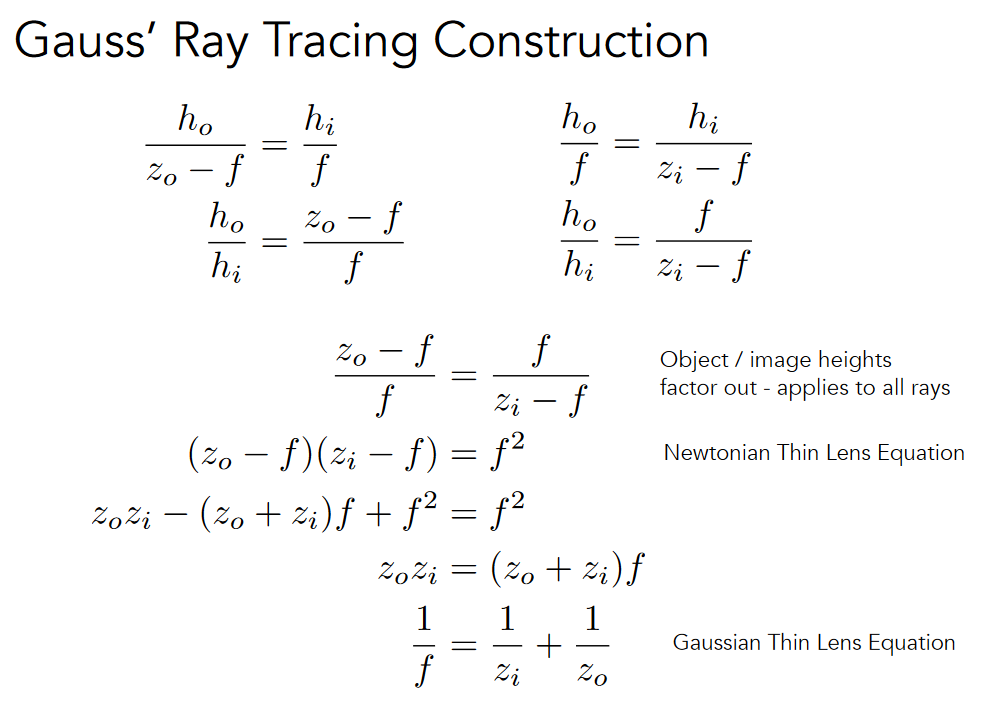 Gauss’ Ray Tracing Construction
\frac{h_o}{z_o - f} = \frac{h_i}{f}
\frac{h_o}{h_i} = \frac{z_o - f}{f}
\frac{h_o}{f} = \frac{h_i}{z_i - f}
\frac{h_o}{h_i} = \frac{f}{z_i - f}
\frac{z_o - f}{f} = \frac{f}{z_i - f}
Object / image heights
factor out - applies to all rays
(z_o - f)(z_i - f) = f^2
Newtonian Thin Lens Equation
z_o z_i - (z_o + z_i)f + f^2 = f^2
z_o z_i = (z_o + z_i)f
\frac{1}{f} = \frac{1}{z_i} + \frac{1}{z_o}
Gaussian Thin Lens Equation